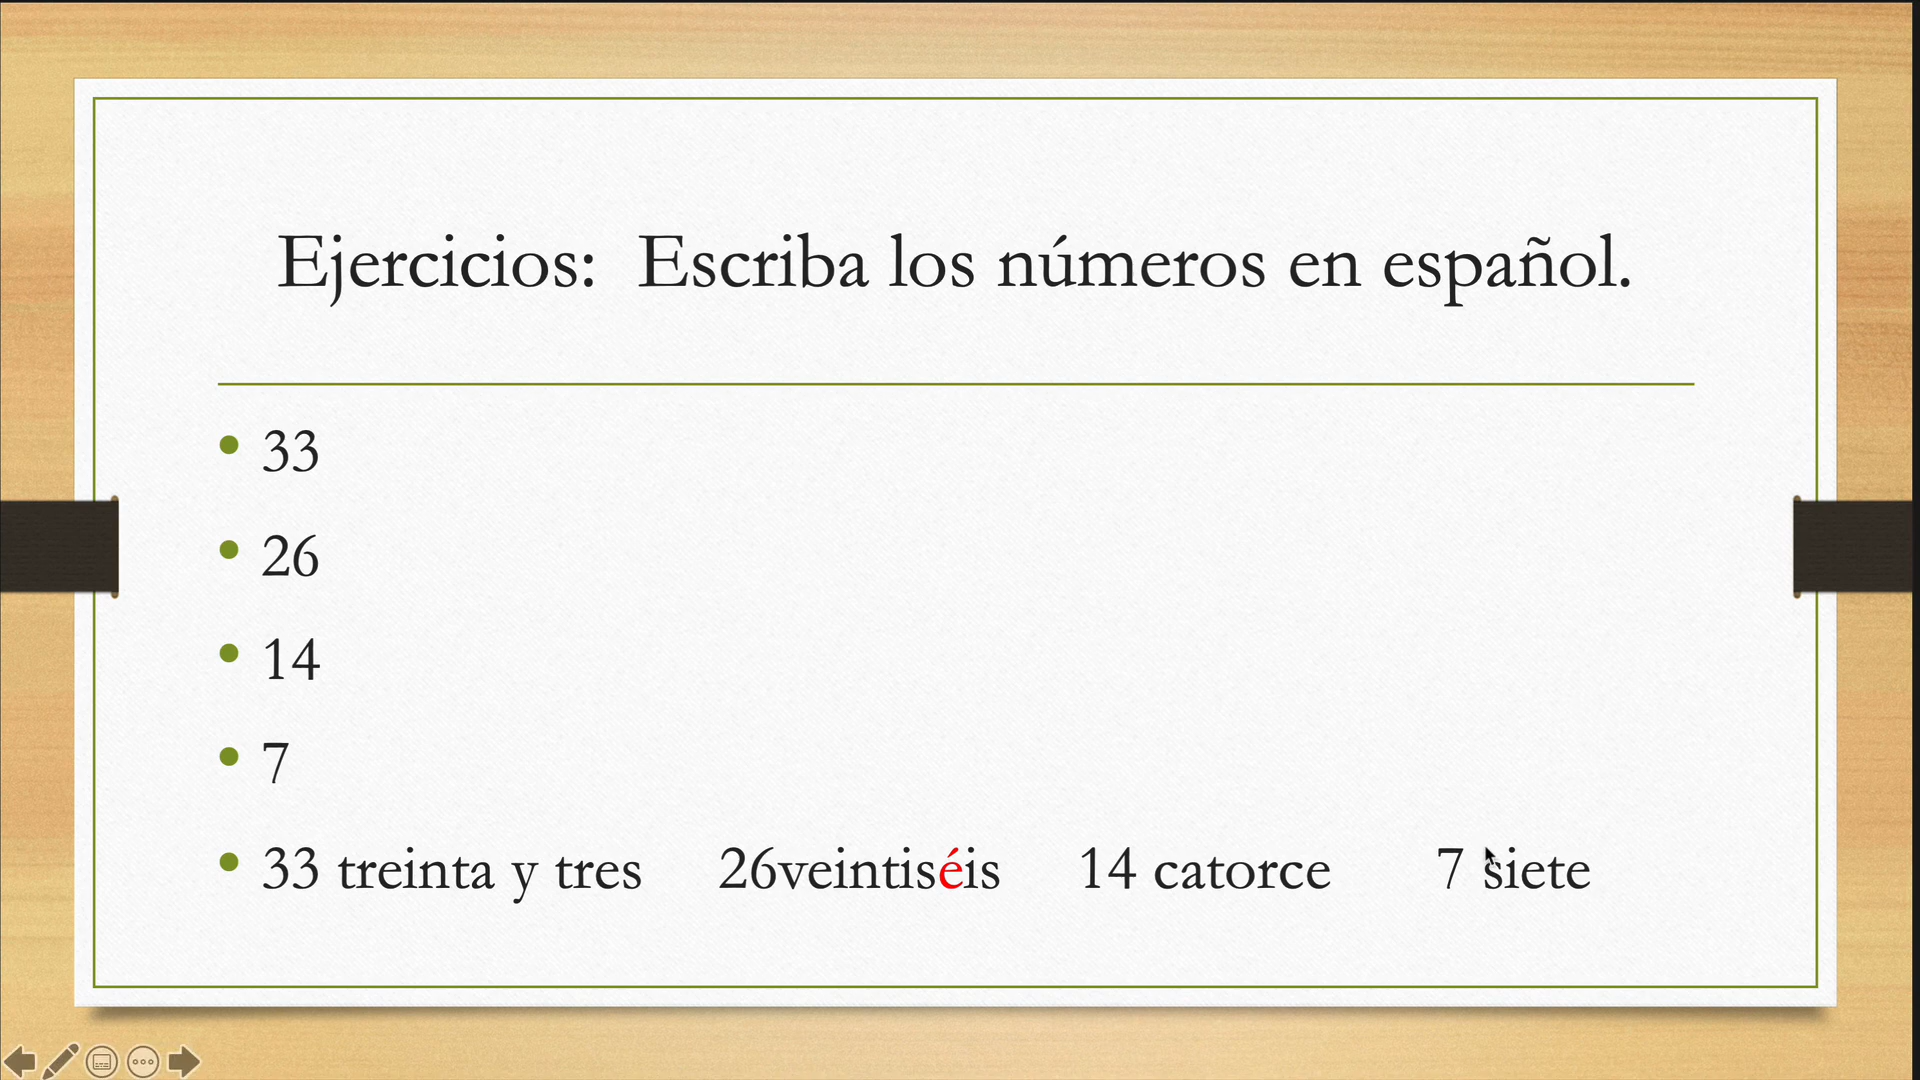 Ejercicios: Escriba los números en español.
33
26
14
7
33 treinta y tres 26veintiséis 14 catorce 7 siete